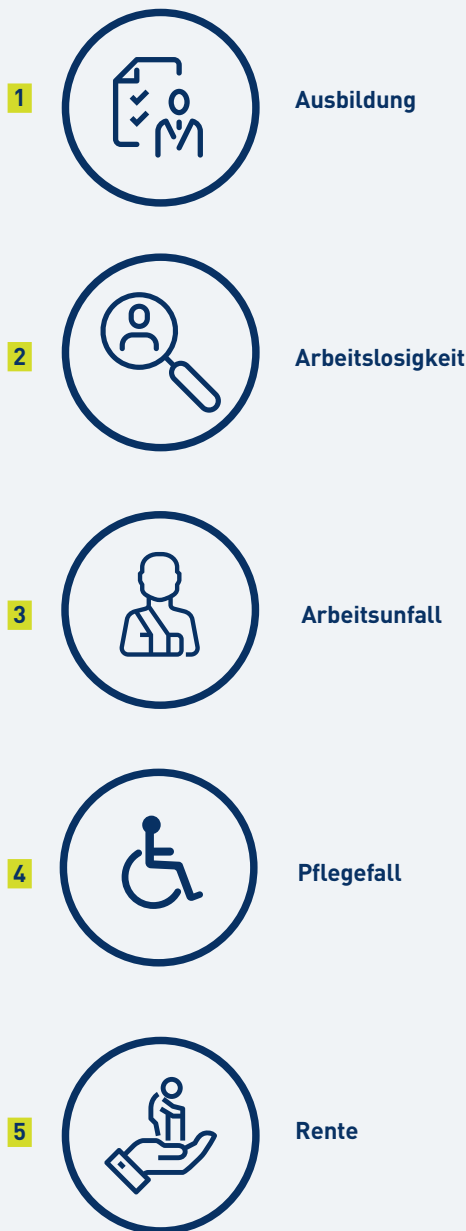 1 Ausbildung
2 Arbeitslosigkeit
3 Arbeitsunfall
4 Pflegefall
5 Rente